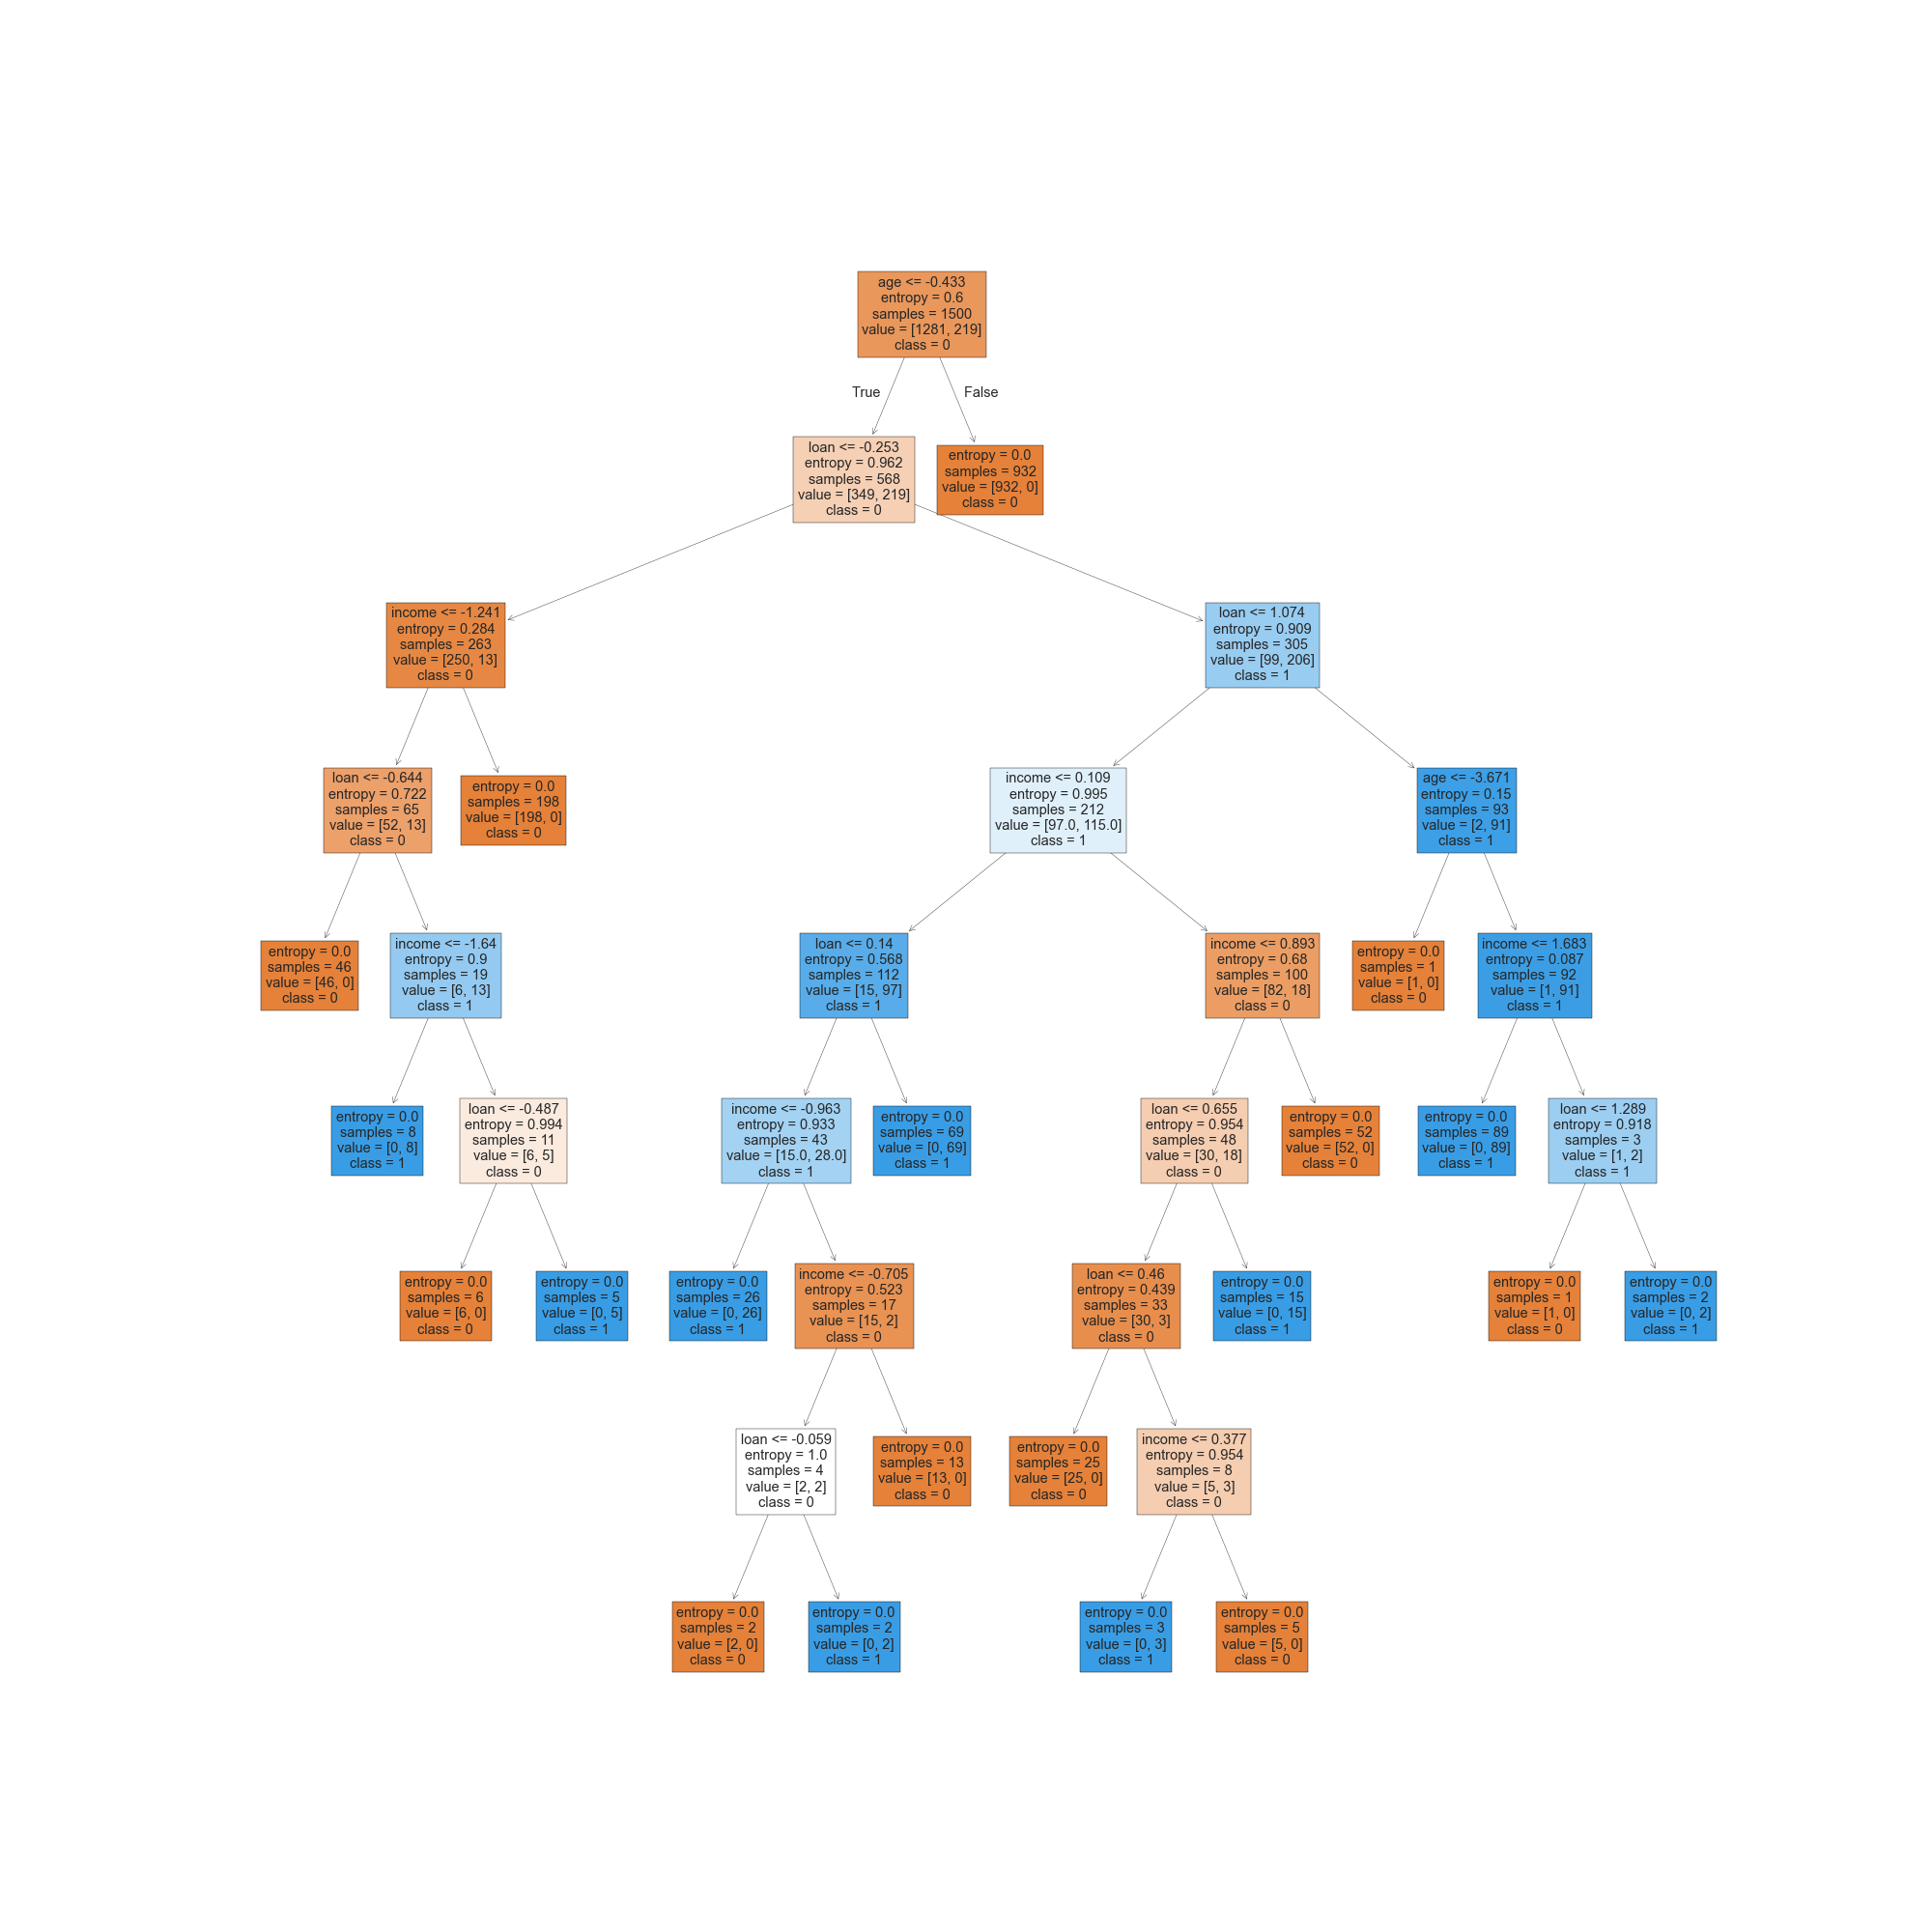 age <= -0.433
entropy = 0.6
samples = 1500
value = [1281, 219]
class = 0
True
False
loan <= -0.253
entropy = 0.962
samples = 568
value = [349, 219]
class = 0
entropy = 0.0
samples = 932
value = [932, 0]
class = 0
income <= -1.241
entropy = 0.284
samples = 263
value = [250, 13]
class = 0
loan <= 1.074
entropy = 0.909
samples = 305
value = [99, 206]
class = 1
loan <= -0.644
entropy = 0.722
samples = 65
value = [52, 13]
class = 0
entropy = 0.0
samples = 198
value = [198, 0]
class = 0
income <= 0.109
entropy = 0.995
samples = 212
value = [97.0, 115.0]
class = 1
age <= -3.671
entropy = 0.15
samples = 93
value = [2, 91]
class = 1
entropy = 0.0
samples = 46
value = [46, 0]
class = 0
income <= -1.64
entropy = 0.9
samples = 19
value = [6, 13]
class = 1
loan <= 0.14
entropy = 0.568
samples = 112
value = [15, 97]
class = 1
income <= 0.893
entropy = 0.68
samples = 100
value = [82, 18]
class = 0
entropy = 0.0
samples = 1
value = [1, 0]
class = 0
income <= 1.683
entropy = 0.087
samples = 92
value = [1, 91]
class = 1
entropy = 0.0
samples = 8
value = [0, 8]
class = 1
loan <= -0.487
entropy = 0.994
samples = 11
value = [6, 5]
class = 0
income <= -0.963
entropy = 0.933
samples = 43
value = [15.0, 28.0]
class = 1
entropy = 0.0
samples = 69
value = [0, 69]
class = 1
loan <= 0.655
entropy = 0.954
samples = 48
value = [30, 18]
class = 0
entropy = 0.0
samples = 52
value = [52, 0]
class = 0
entropy = 0.0
samples = 89
value = [0, 89]
class = 1
loan <= 1.289
entropy = 0.918
samples = 3
value = [1, 2]
class = 1
entropy = 0.0
samples = 6
value = [6, 0]
class = 0
entropy = 0.0
samples = 5
value = [0, 5]
class = 1
entropy = 0.0
samples = 26
value = [0, 26]
class = 1
income <= -0.705
entropy = 0.523
samples = 17
value = [15, 2]
class = 0
loan <= 0.46
entropy = 0.439
samples = 33
value = [30, 3]
class = 0
entropy = 0.0
samples = 15
value = [0, 15]
class = 1
entropy = 0.0
samples = 1
value = [1, 0]
class = 0
entropy = 0.0
samples = 2
value = [0, 2]
class = 1
loan <= -0.059
entropy = 1.0
samples = 4
value = [2, 2]
class = 0
entropy = 0.0
samples = 13
value = [13, 0]
class = 0
entropy = 0.0
samples = 25
value = [25, 0]
class = 0
income <= 0.377
entropy = 0.954
samples = 8
value = [5, 3]
class = 0
entropy = 0.0
samples = 2
value = [2, 0]
class = 0
entropy = 0.0
samples = 2
value = [0, 2]
class = 1
entropy = 0.0
samples = 3
value = [0, 3]
class = 1
entropy = 0.0
samples = 5
value = [5, 0]
class = 0